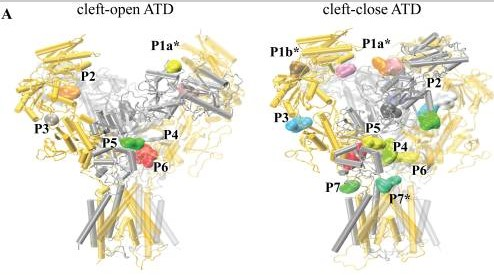 cleft-open ATD
cleft-close ATD
A
P1a*
P2
P3
P5
P4
P6
P1b*
P1a*
P2
P3
P5
P4
P6
P7
P7*